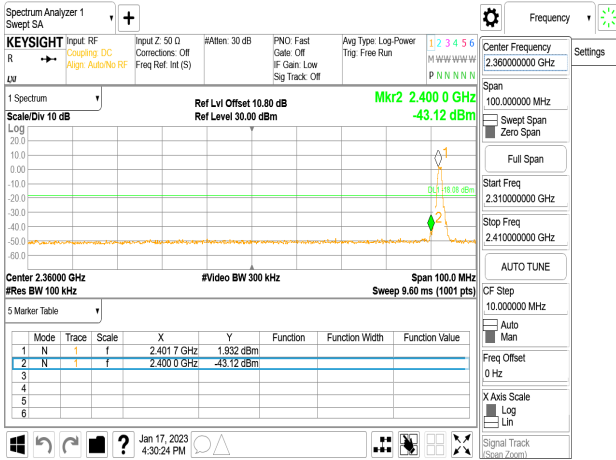 Spectrum Analyzer 1
Swept SA
Frequency
KEYSIGHT
R
Input: RF
Coupling: DC
Align: Auto/No RF
Input Z: 50 Ω
Corrections: Off
Freq Ref: Int (S)
#Atten: 30 dB
PNO: Fast
Gate: Off
IF Gain: Low
Sig Track: Off
Avg Type: Log-Power
Trig: Free Run
1 2 3 4 5 6
M W W W W W
P N N N N N
1 Spectrum
Scale/Div 10 dB
Ref Lvl Offset 10.80 dB
Ref Level 30.00 dBm
Mkr2 2.400 0 GHz
-43.12 dBm
Log
20.0
10.0
0.00
-10.0
-20.0
-30.0
-40.0
-50.0
-60.0
1
DL1 -18.08 dBm
2
Center 2.36000 GHz
#Res BW 100 kHz
#Video BW 300 kHz
Span 100.0 MHz
Sweep 9.60 ms (1001 pts)
5 Marker Table
Mode Trace Scale X Y Function Function Width Function Value
1 N 1 f 2.401 7 GHz 1.932 dBm
2 N 1 f 2.400 0 GHz -43.12 dBm
3
4
5
6
Jan 17, 2023
4:30:24 PM
Center Frequency
2.360000000 GHz
Settings
Span
100.000000 MHz
Swept Span
Zero Span
Full Span
Start Freq
2.310000000 GHz
Stop Freq
2.410000000 GHz
AUTO TUNE
CF Step
10.000000 MHz
Auto
Man
Freq Offset
0 Hz
X Axis Scale
Log
Lin
Signal Track
(Span Zoom)